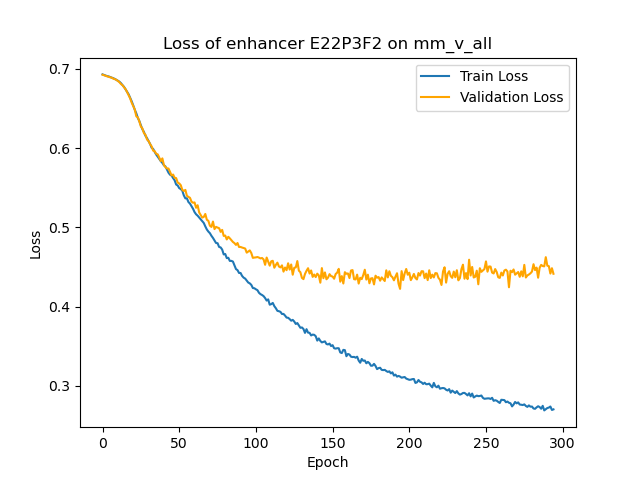 Loss of enhancer E22P3F2 on mm_v_all
Train Loss
Validation Loss
Loss
0.7
0.6
0.5
0.4
0.3
0 50 100 150 200 250 300
Epoch